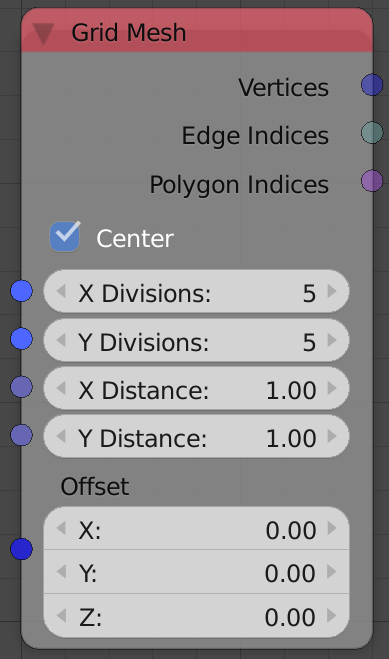 Grid Mesh
Vertices
Edge Indices
Polygon Indices
Center
X Divisions: 5
Y Divisions: 5
X Distance: 1.00
Y Distance: 1.00
Offset
X: 0.00
Y: 0.00
Z: 0.00